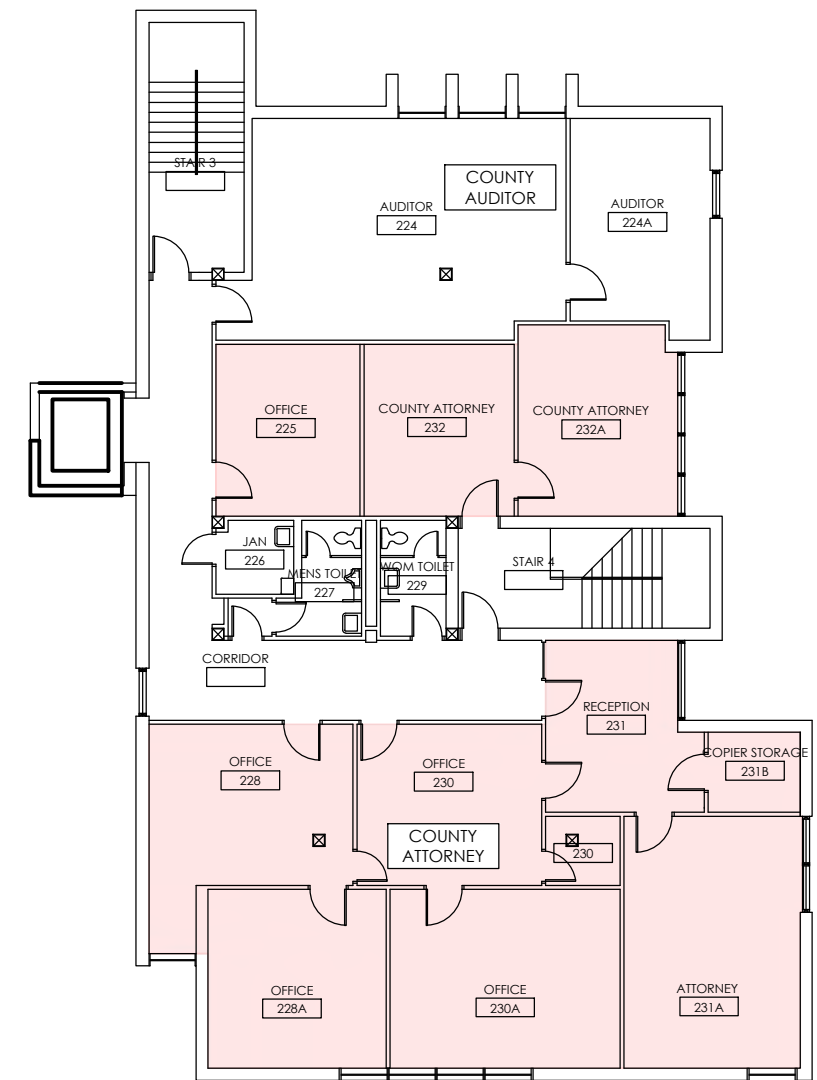 STAIR 3
COUNTY
AUDITOR
AUDITOR
224
AUDITOR
224A
OFFICE
225
COUNTY ATTORNEY
232
COUNTY ATTORNEY
232A
JAN
226
MENS TOILET
227
WOM TOILET
229
STAIR 4
CORRIDOR
RECEPTION
231
COPIER STORAGE
231B
OFFICE
228
OFFICE
230
COUNTY
ATTORNEY
230
OFFICE
228A
OFFICE
230A
ATTORNEY
231A